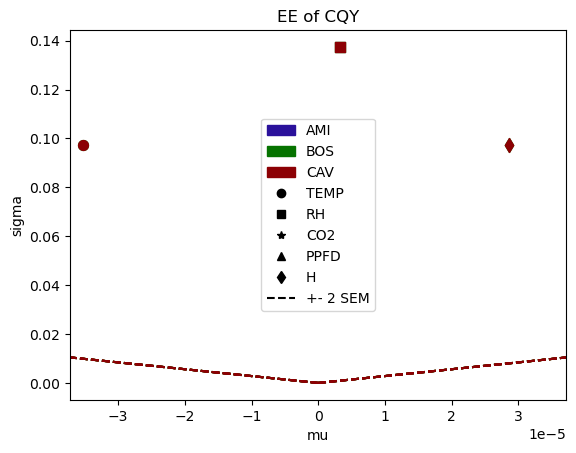 EE of CQY
0.14
0.12
0.10
0.08
0.06
0.04
0.02
0.00
sigma
AMI
BOS
CAV
TEMP
RH
CO2
PPFD
H
+- 2 SEM
−3 −2 −1 0 1 2 3
1e−5
mu